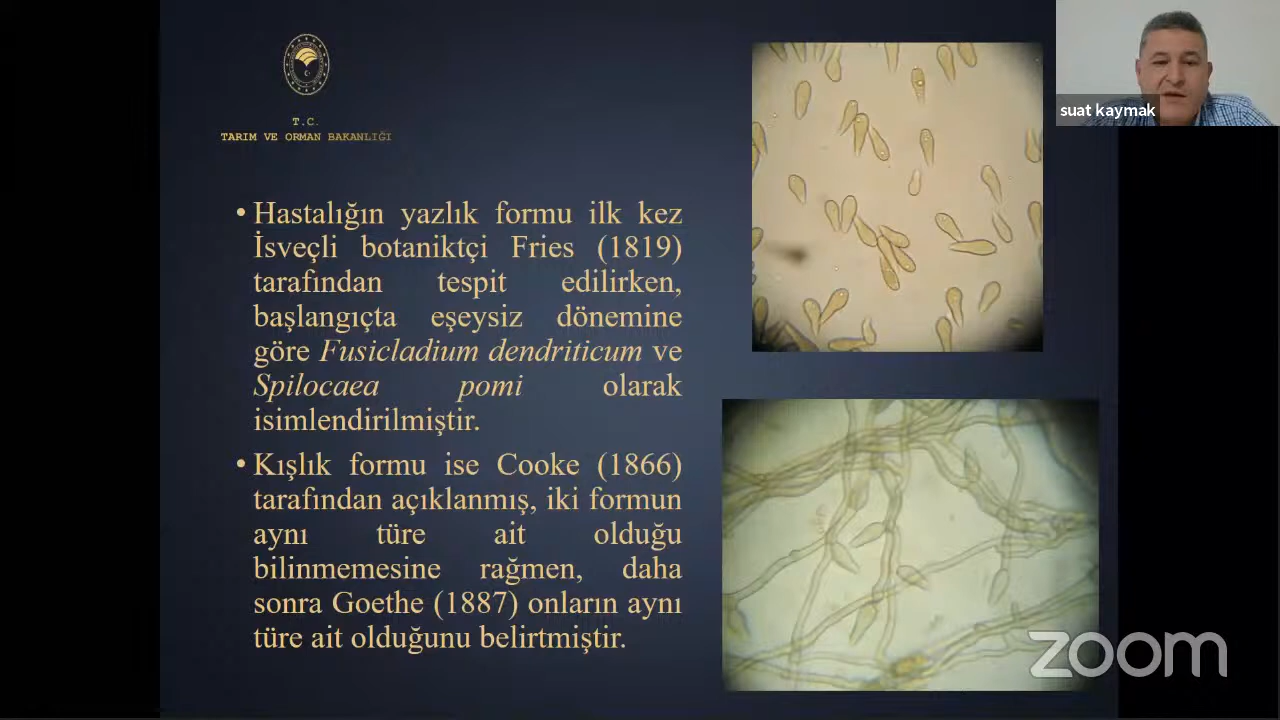 T.C.
TARIM VE ORMAN BAKANLIĞI
suat kaymak
• Hastalığın yazlık formu ilk kez
İsveçli botaniktçi Fries (1819)
tarafından tespit edilirken,
başlangıçta eşeysiz dönemine
göre Fusicladium dendriticum ve
Spilocaea pomi olarak
isimlendirilmiştir.
• Kışlık formu ise Cooke (1866)
tarafından açıklanmış, iki formun
aynı türe ait olduğu
bilinmemesine rağmen, daha
sonra Goethe (1887) onların aynı
türe ait olduğunu belirtmiştir.
zoom